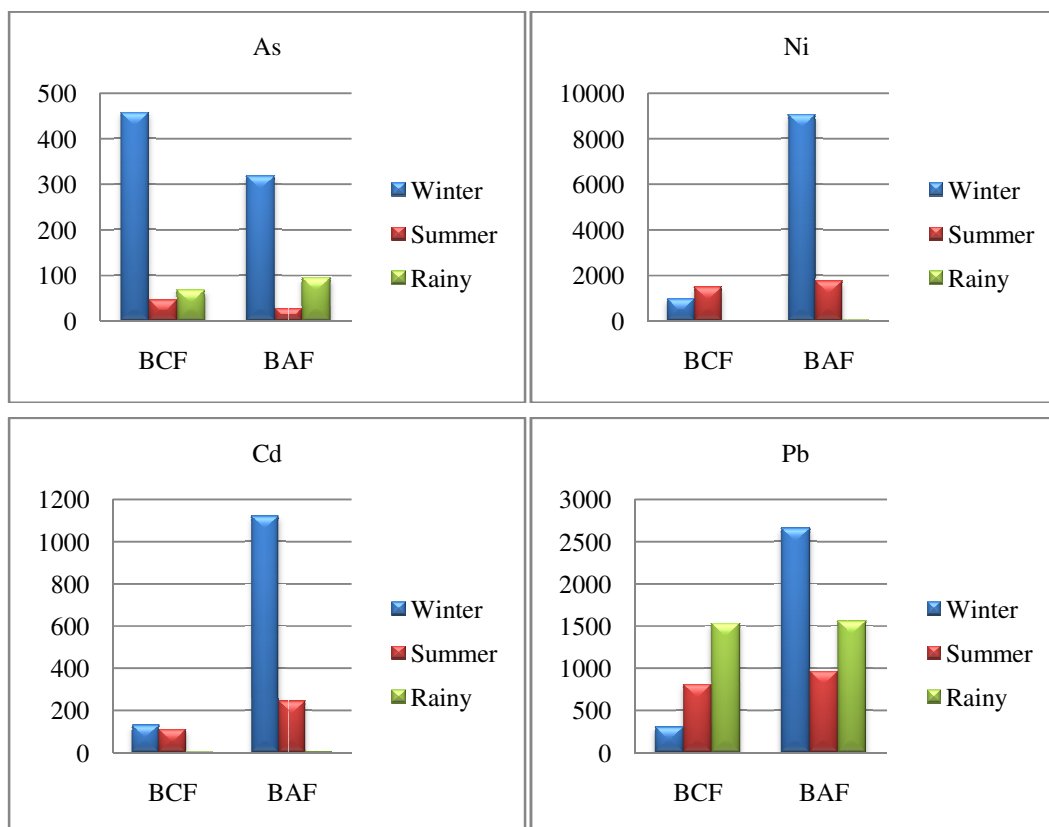 As
500
400
300
200
100
0
BCF BAF
Winter
Summer
Rainy
Ni
10000
8000
6000
4000
2000
0
BCF BAF
Winter
Summer
Rainy
Cd
1200
1000
800
600
400
200
0
BCF BAF
Winter
Summer
Rainy
Pb
3000
2500
2000
1500
1000
500
0
BCF BAF
Winter
Summer
Rainy